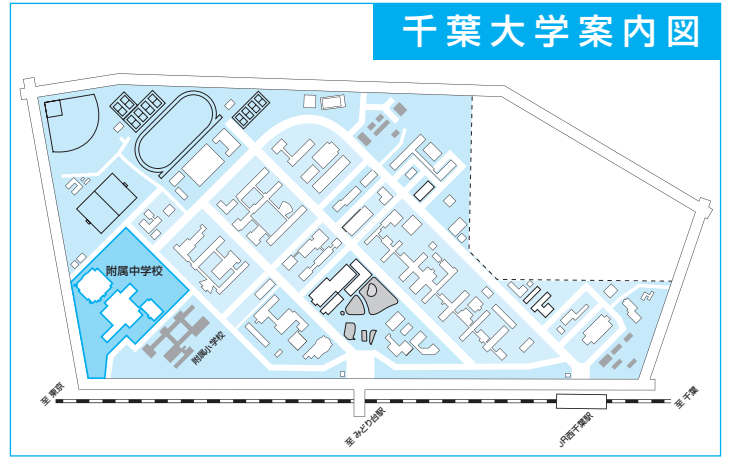 千葉大学案内図
附属中学校
附属小学校
至 東京
至 みどり台駅
JR西千葉駅
至 千葉